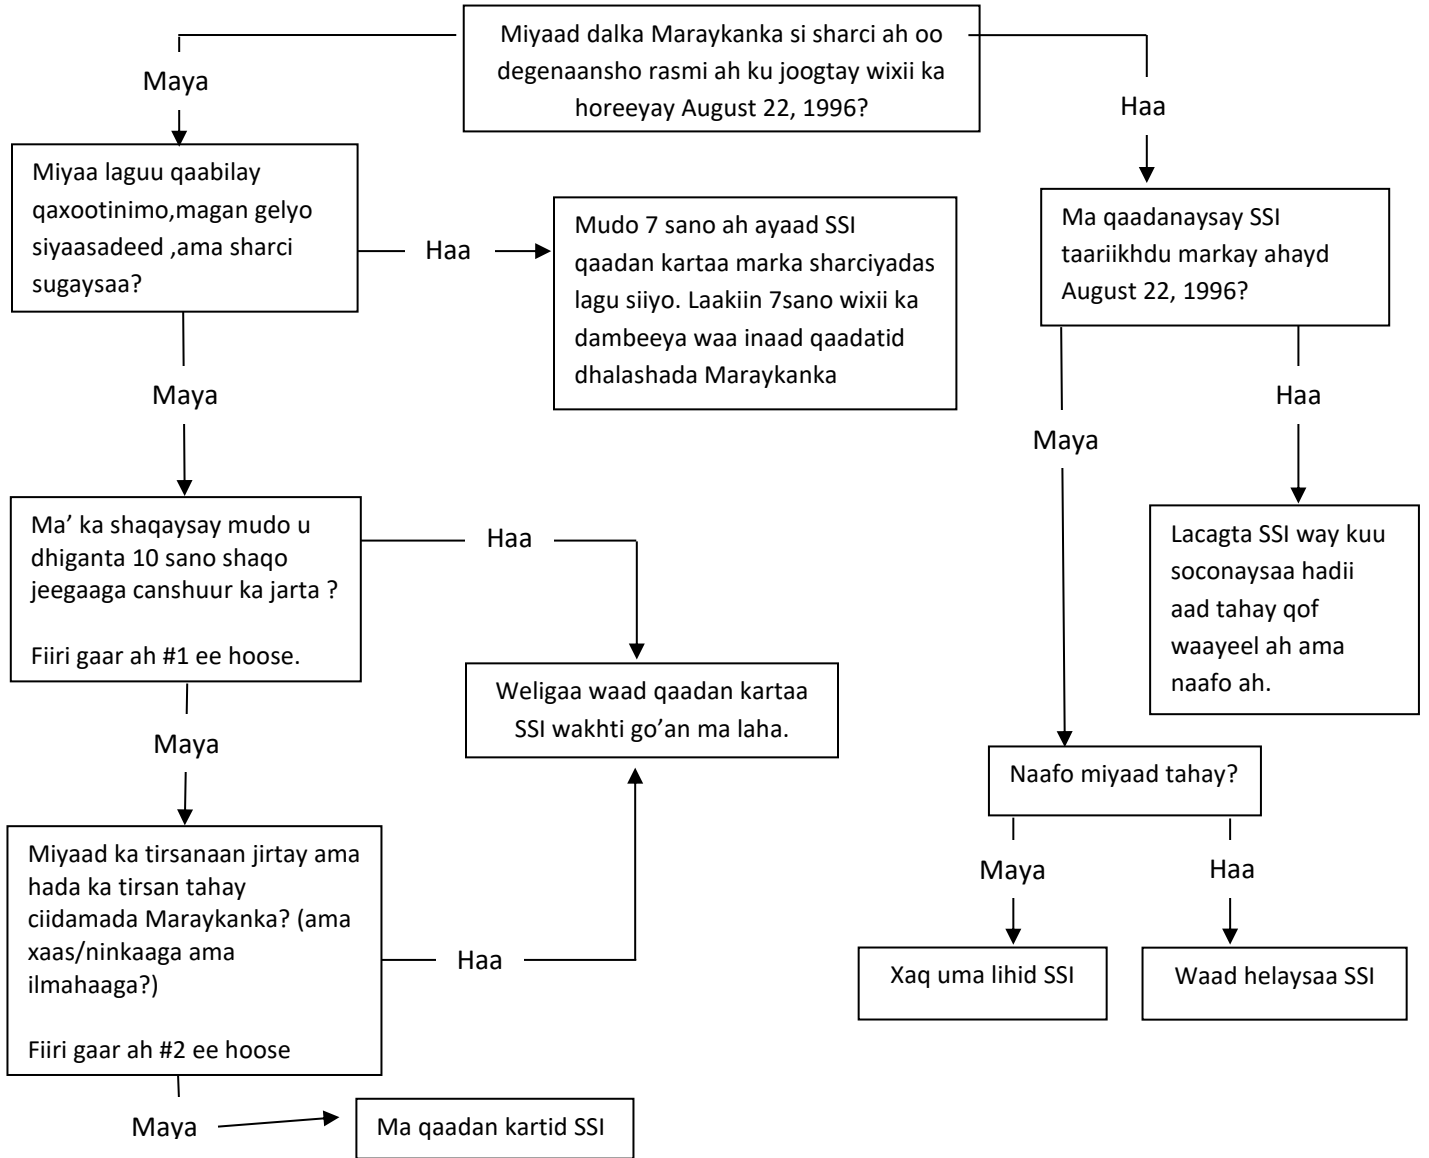 Miyaad dalka Maraykanka si sharci ah oo
degenaansho rasmi ah ku joogtay wixii ka
horeeyay August 22, 1996?
Maya
Haa
Miyaa laguu qaabilay
qaxootinimo,magan gelyo
siyaasadeed ,ama sharci
sugaysaa?
Haa
Mudo 7 sano ah ayaad SSI
qaadan kartaa marka sharciyadas
lagu siiyo. Laakiin 7sano wixii ka
dambeeya waa inaad qaadatid
dhalashada Maraykanka
Ma qaadanaysay SSI
taariikhdu markay ahayd
August 22, 1996?
Maya
Haa
Maya
Ma’ ka shaqaysay mudo u
dhiganta 10 sano shaqo
jeegaaga canshuur ka jarta ?
Fiiri gaar ah #1 ee hoose.
Haa
Lacagta SSI way kuu
soconaysaa hadii
aad tahay qof
waayeel ah ama
naafo ah.
Weligaa waad qaadan kartaa
SSI wakhti go’an ma laha.
Maya
Naafo miyaad tahay?
Miyaad ka tirsanaan jirtay ama
hada ka tirsan tahay
ciidamada Maraykanka? (ama
xaas/ninkaaga ama
ilmahaaga?)
Fiiri gaar ah #2 ee hoose
Haa
Maya
Haa
Xaq uma lihid SSI
Waad helaysaa SSI
Maya
Ma qaadan kartid SSI